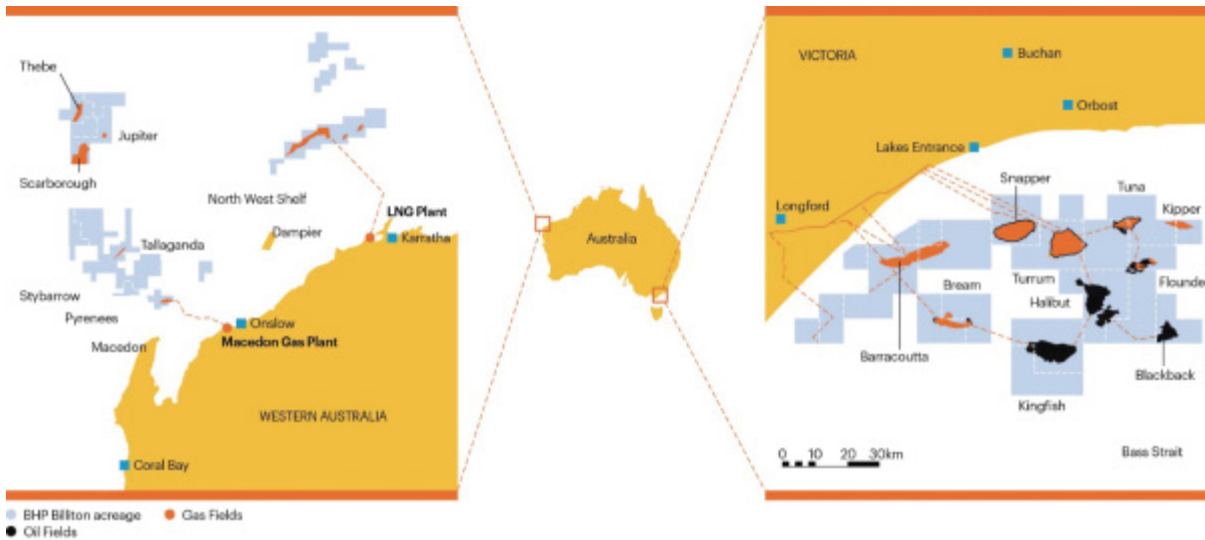 Thebe
Jupiter
Scarborough
North West Shelf
LNG Plant
Karratha
Dampier
Tallaganda
Stybarrow
Pyrenees
Onslow
Macedon
Macedon Gas Plant
WESTERN AUSTRALIA
Coral Bay
Australia
VICTORIA
Buchan
Orbost
Lakes Entrance
Snapper
Tuna
Kipper
Longford
Turrum
Flounde
Bream
Halibut
Barracoutta
Blackback
Kingfish
0 10 20 30km
Bass Strait
BHP Billiton acreage
Gas Fields
Oil Fields